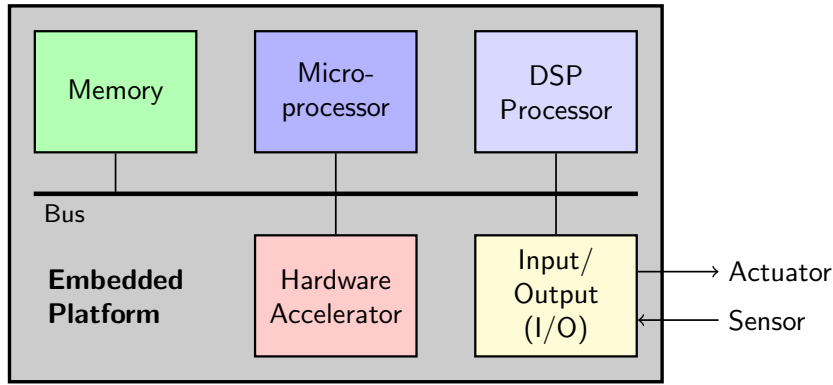 Memory
Micro-
processor
DSP
Processor
Bus
Embedded
Platform
Hardware
Accelerator
Input/
Output
(I/O)
Actuator
Sensor